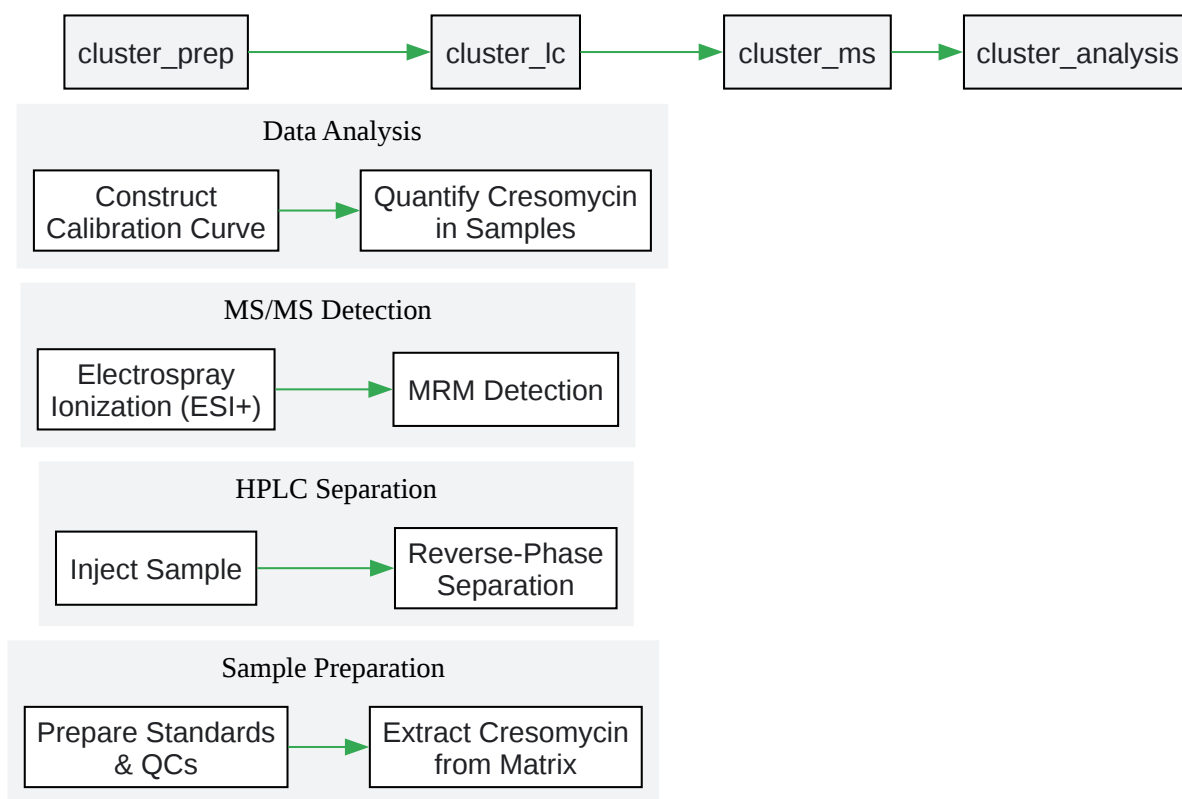 cluster_prep
cluster_lc
cluster_ms
cluster_analysis
Data Analysis
Construct
Calibration Curve
Quantify Cresomycin
in Samples
MS/MS Detection
Electrospray
Ionization (ESI+)
MRM Detection
HPLC Separation
Inject Sample
Reverse-Phase
Separation
Sample Preparation
Prepare Standards
& QCs
Extract Cresomycin
from Matrix